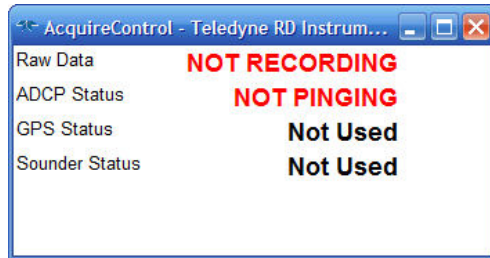 AcquireControl - Teledyne RD Instrum...
Raw Data NOT RECORDING
ADCP Status NOT PINGING
GPS Status Not Used
Sounder Status Not Used